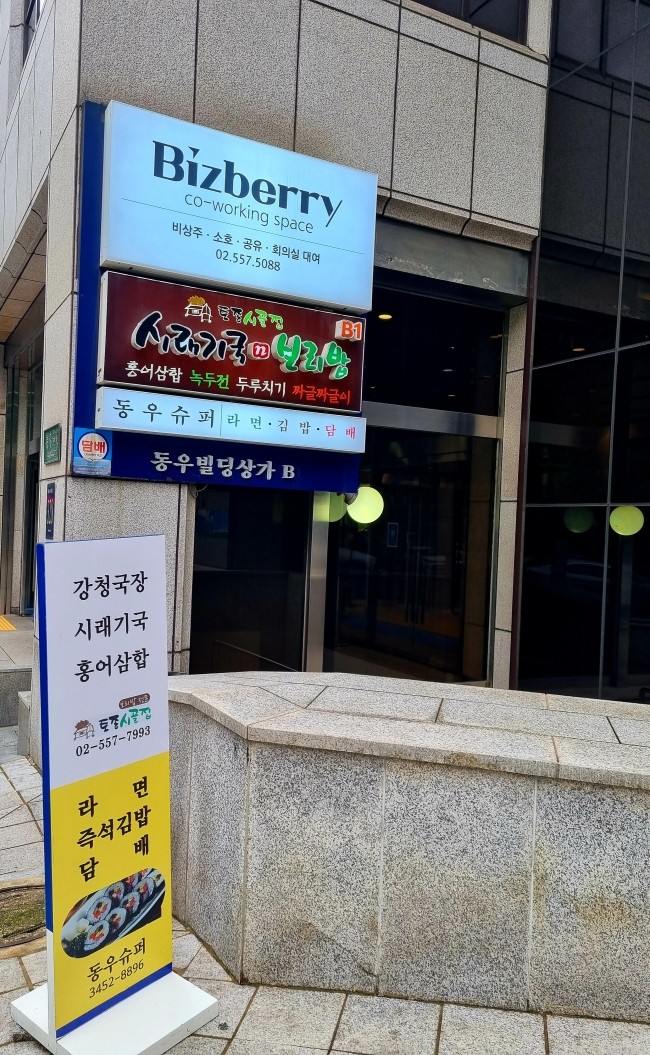 Bizberry
co-working space
비상주 · 소호 · 공유 · 회의실 대여
02.557.5088
토종시골집
B1
시래기국 n 보리밥
홍어삼합 녹두전 두루치기 짜글짜글이
동우슈퍼 라면·김밥·담배
담배
동우빌딩상가 B
강청국장
시래기국
홍어삼합
토종시골집
02-557-7993
라 면
즉석김밥
담 배
동우슈퍼
3452-8896